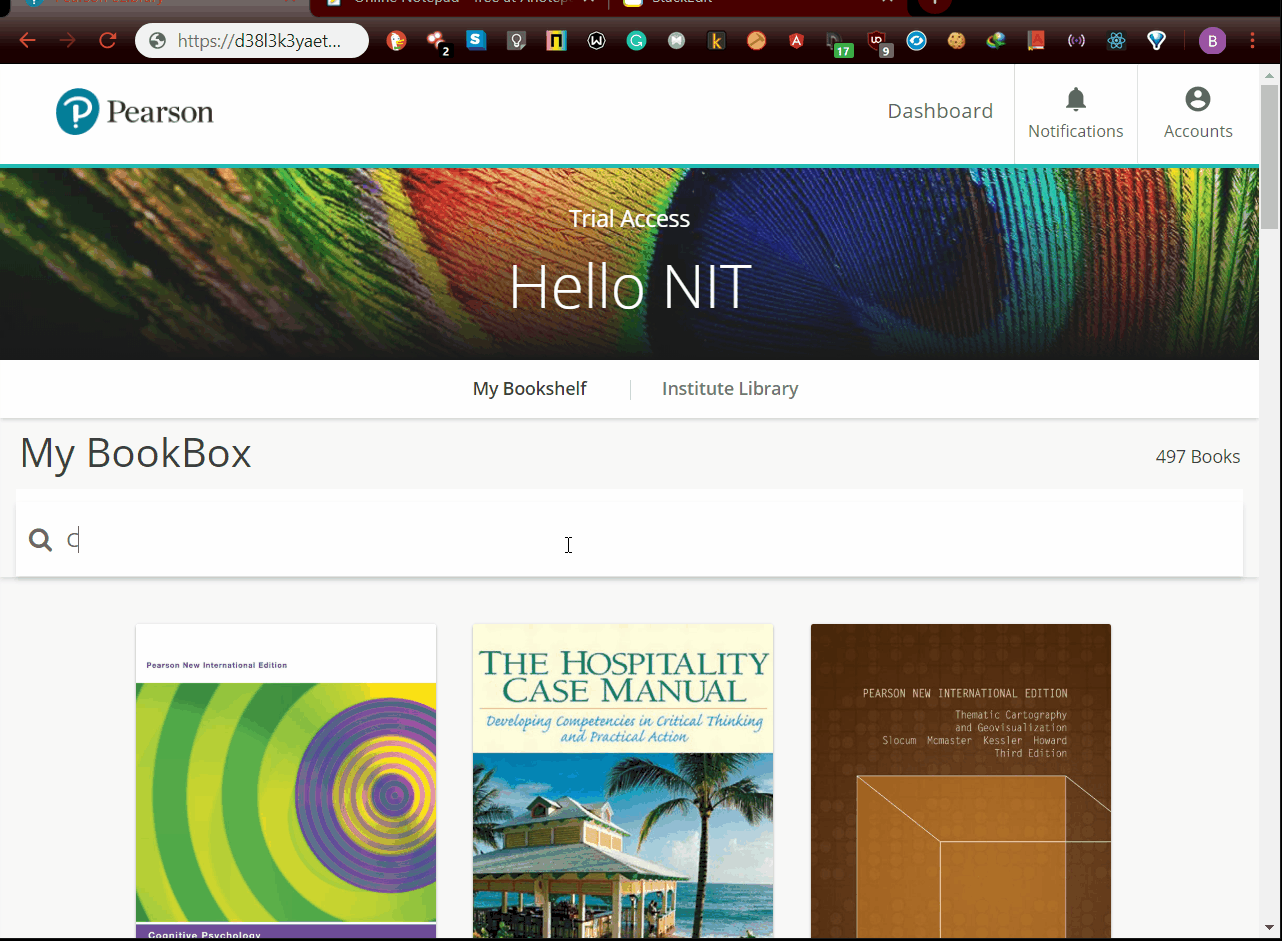 Online Notepad - free at Anotep
StackEdit
https://d38l3k3yaet...
2
17
9
B
Pearson
Dashboard
Notifications
Accounts
Trial Access
Hello NIT
My Bookshelf
Institute Library
My BookBox
497 Books
C
Pearson New International Edition
Cognitive Psychology
THE HOSPITALITY
CASE MANUAL
Developing Competencies in Critical Thinking
and Practical Action
PEARSON NEW INTERNATIONAL EDITION
Thematic Cartography
and Geovisualization
Slocum Mcmaster Kessler Howard
Third Edition